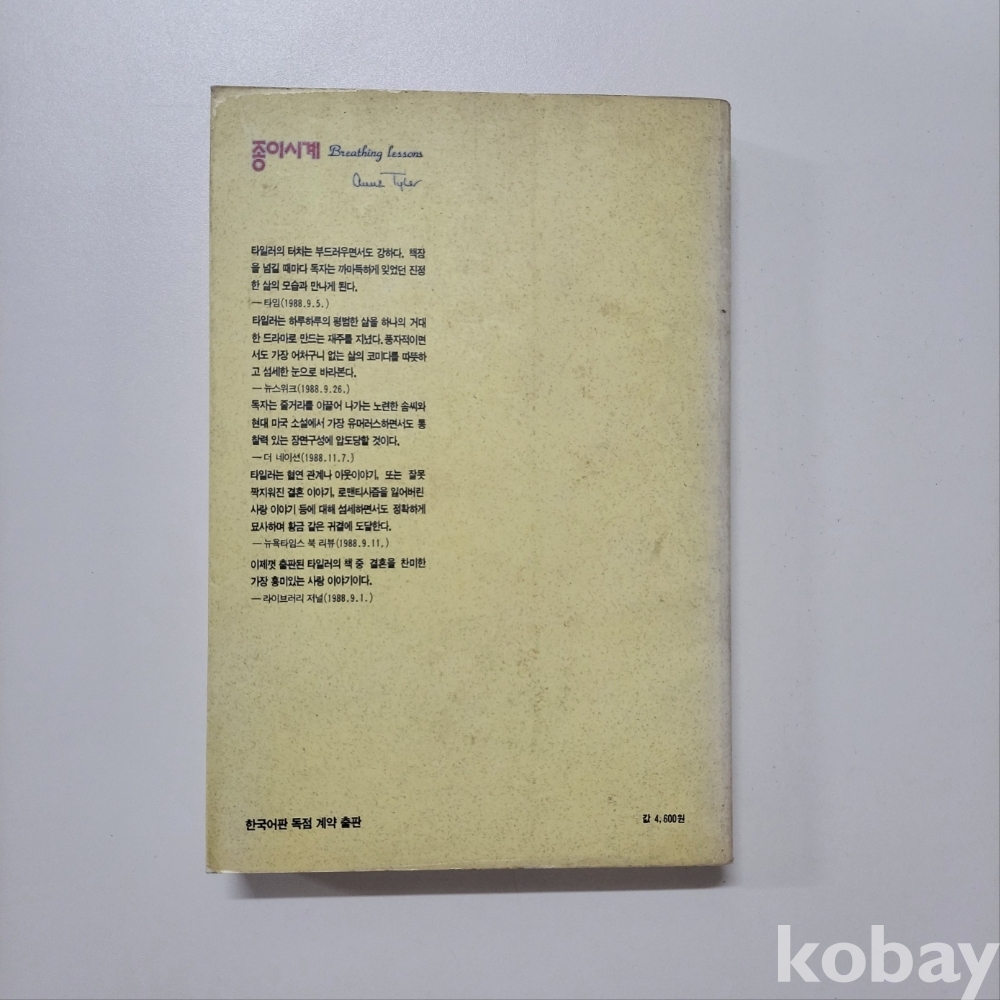 종이시계 Breathing Lessons
Anne Tyler
타일러의 터치는 부드러우면서도 강하다. 책장
을 넘길 때마다 독자는 까마득하게 잊었던 진정
한 삶의 모습과 만나게 된다.
— 타임(1988.9.5.)
타일러는 하루하루의 평범한 삶을 하나의 거대
한 드라마로 만드는 재주를 지녔다. 풍자적이면
서도 가장 어처구니 없는 삶의 코미디를 따뜻하
고 섬세한 눈으로 바라본다.
— 뉴스위크(1988.9.26.)
독자는 줄거리를 이끌어 나가는 노련한 솜씨와
현대 미국 소설에서 가장 유머러스하면서도 통
찰력 있는 장면구성에 압도당할 것이다.
— 더 네이션(1988.11.7.)
타일러는 혈연 관계나 이웃이야기, 또는 잘못
짝지워진 결혼 이야기, 로맨티시즘을 잃어버린
사랑 이야기 등에 대해 섬세하면서도 정확하게
묘사하며 황금 같은 귀결에 도달한다.
— 뉴욕타임스 북 리뷰(1988.9.11.)
이제껏 출판된 타일러의 책 중 결혼을 찬미한
가장 흥미있는 사랑 이야기이다.
— 라이브러리 저널(1988.9.1.)
한국어판 독점 계약 출판
값 4,600원
kobay